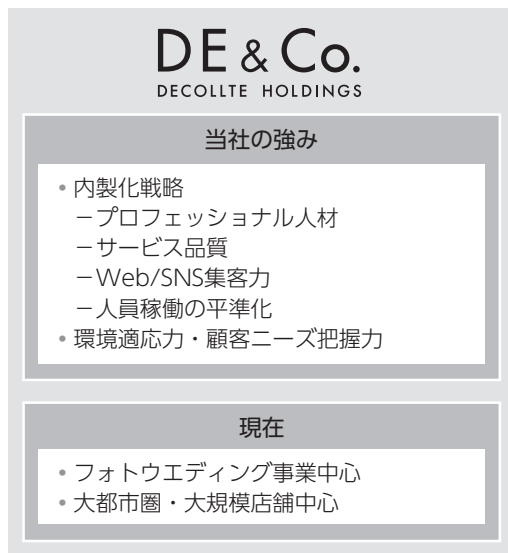 DE & Co.
DECOLLTE HOLDINGS
当社の強み
• 内製化戦略
－プロフェッショナル人材
－サービス品質
－Web/SNS集客力
－人員稼働の平準化
• 環境適応力・顧客ニーズ把握力
現在
• フォトウエディング事業中心
• 大都市圏・大規模店舗中心